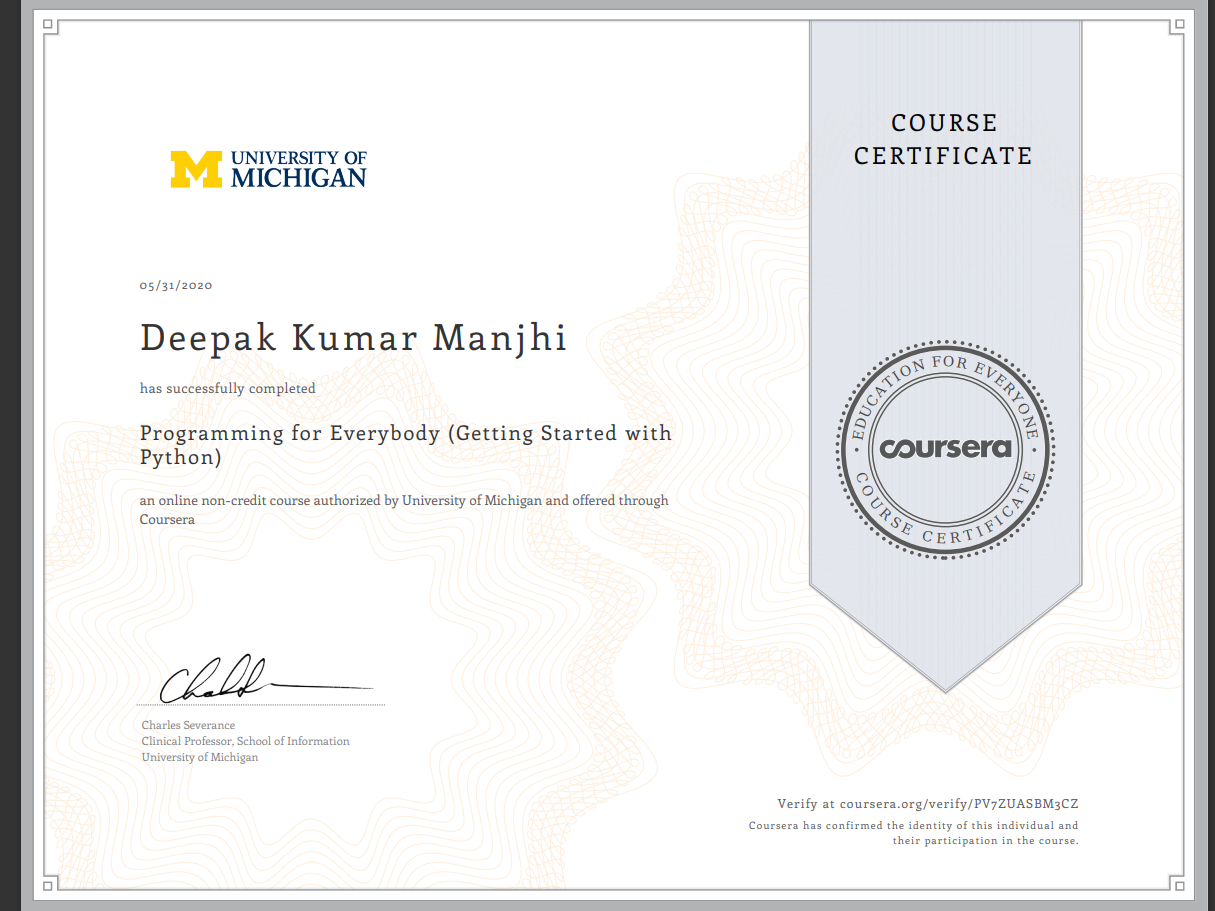 COURSE
CERTIFICATE
M UNIVERSITY OF
MICHIGAN
05/31/2020
Deepak Kumar Manjhi
has successfully completed
Programming for Everybody (Getting Started with
Python)
an online non-credit course authorized by University of Michigan and offered through
Coursera
EDUCATION FOR EVERYONE
coursera
COURSE CERTIFICATE
Charles Severance
Clinical Professor, School of Information
University of Michigan
Verify at coursera.org/verify/PV7ZUASBM3CZ
Coursera has confirmed the identity of this individual and
their participation in the course.